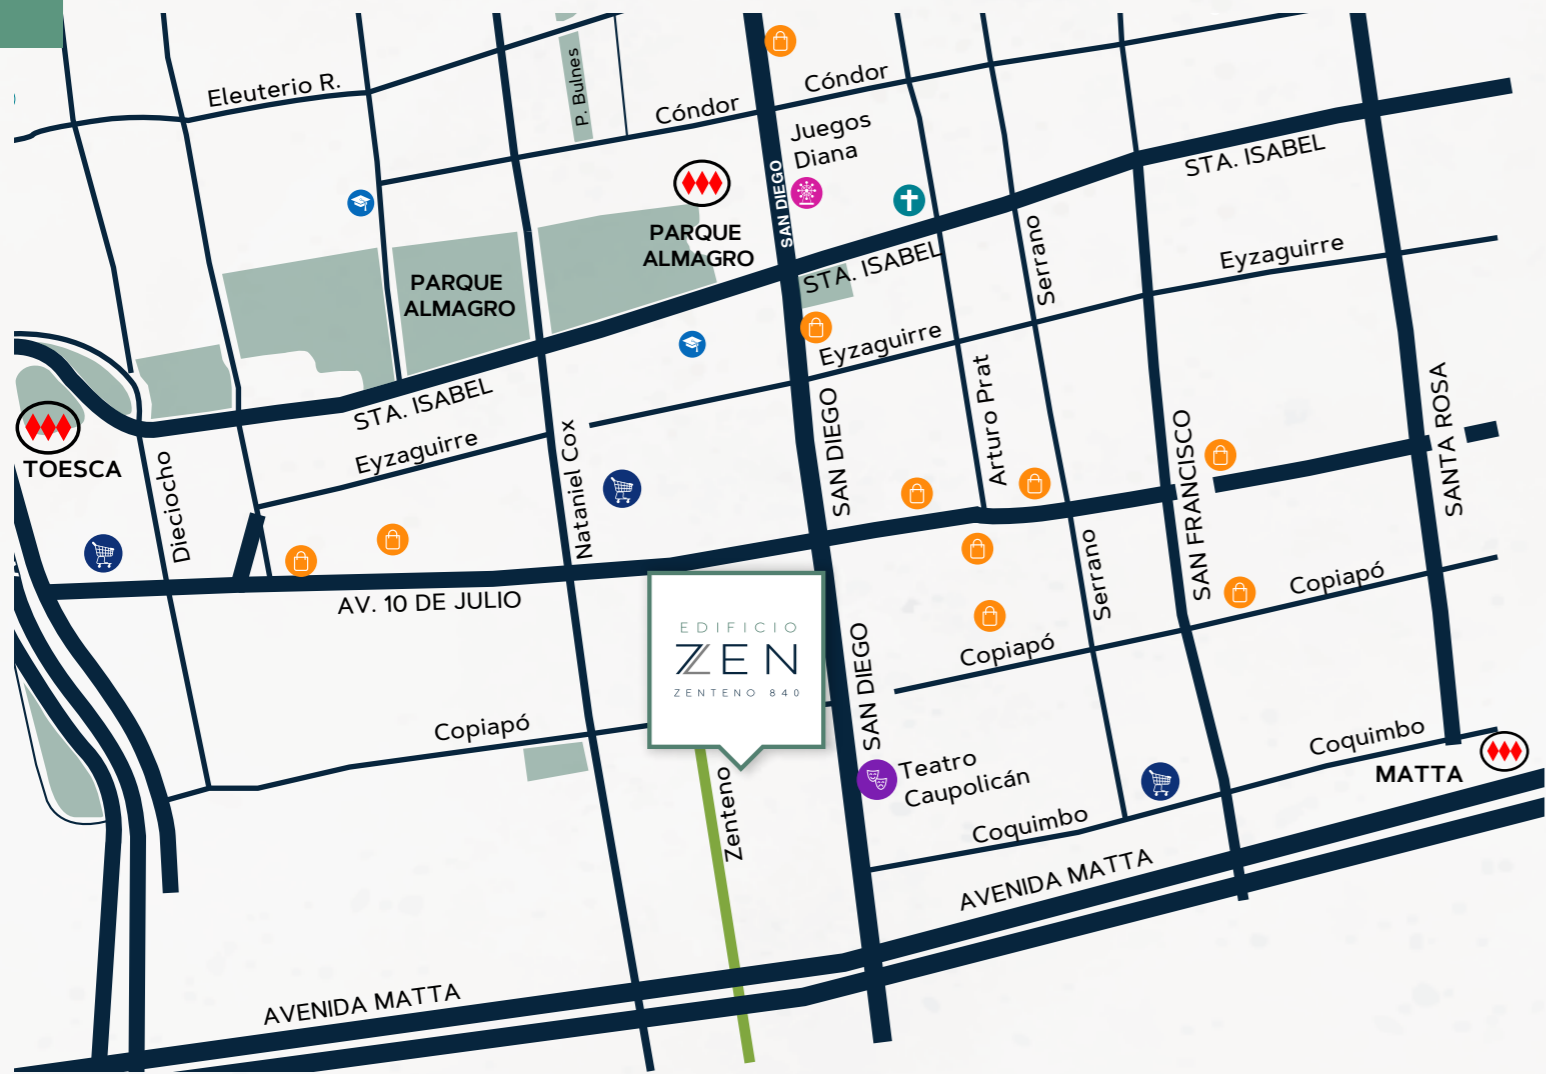 Eleuterio R.
P. Bulnes
Cóndor
Cóndor
Juegos
Diana
SAN DIEGO
STA. ISABEL
PARQUE
ALMAGRO
PARQUE
ALMAGRO
STA. ISABEL
Serrano
Eyzaguirre
Eyzaguirre
STA. ISABEL
Eyzaguirre
TOESCA
Dieciocho
Nataniel Cox
SAN DIEGO
Arturo Prat
SAN FRANCISCO
SANTA ROSA
AV. 10 DE JULIO
Serrano
Copiapó
EDIFICIO
ZEN
ZENTENO 840
SAN DIEGO
Copiapó
Copiapó
Zenteno
Teatro
Caupolicán
Coquimbo
MATTA
Coquimbo
AVENIDA MATTA
AVENIDA MATTA